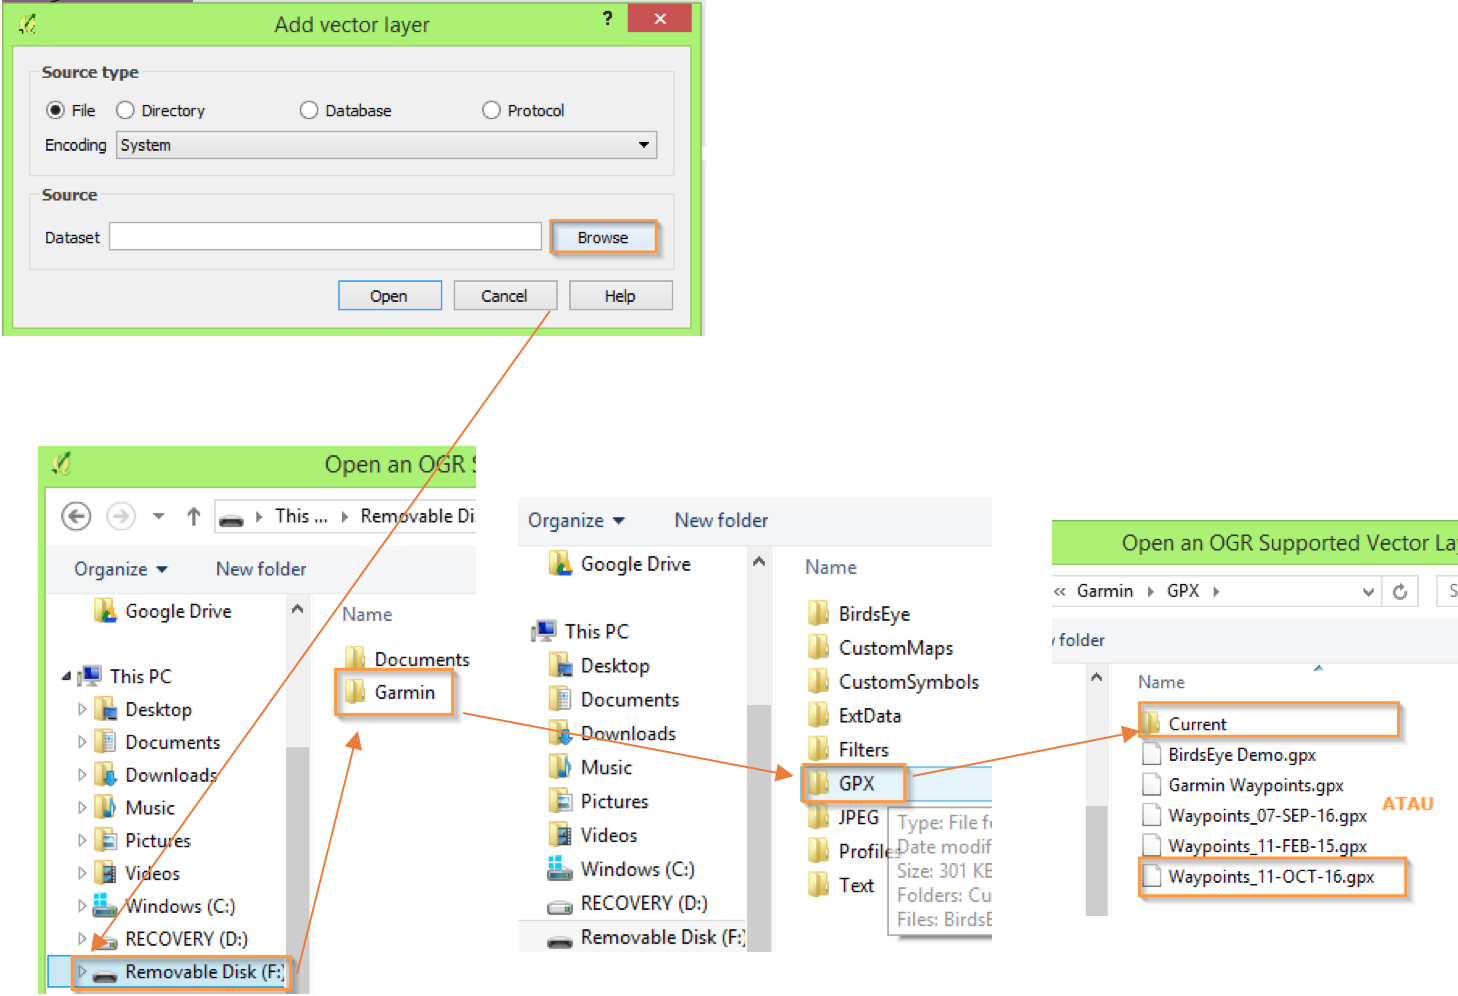 Add vector layer
?
Source type
File Directory Database Protocol
Encoding System
Source
Dataset Browse
Open Cancel Help
Open an OGR
This ... Removable Di
Organize New folder
Google Drive
This PC
Desktop
Documents
Downloads
Music
Pictures
Videos
Windows (C:)
RECOVERY (D:)
Removable Disk (F:)
Name
Documents
Garmin
Organize New folder
Google Drive
This PC
Desktop
Documents
Downloads
Music
Pictures
Videos
Windows (C:)
RECOVERY (D:)
Removable Disk (F:)
Name
BirdsEye
CustomMaps
CustomSymbols
ExtData
Filters
GPX
JPEG
Profiles
Text
Type: File f
Date modif
Size: 301 KB
Folders: Cu
Files: BirdsE
Open an OGR Supported Vector La
« Garmin GPX
folder
Name
Current
BirdsEye Demo.gpx
Garmin Waypoints.gpx
ATAU
Waypoints_07-SEP-16.gpx
Waypoints_11-FEB-15.gpx
Waypoints_11-OCT-16.gpx